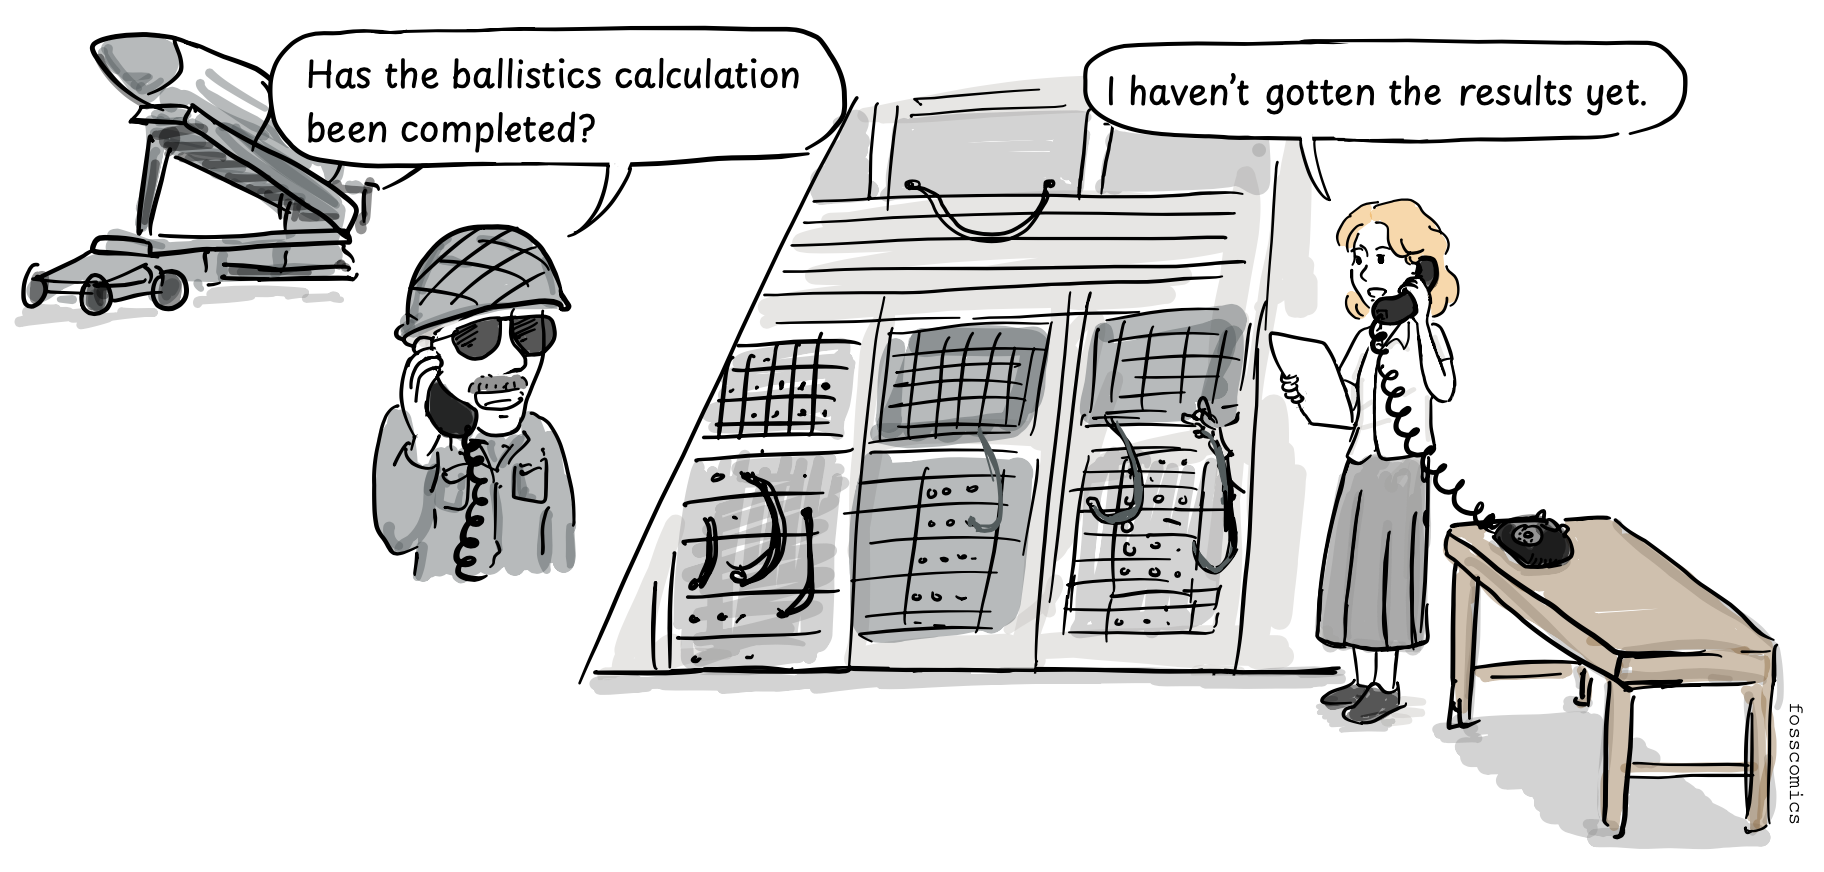 Has the ballistics calculation
been completed?
I haven't gotten the results yet.
fosscomics